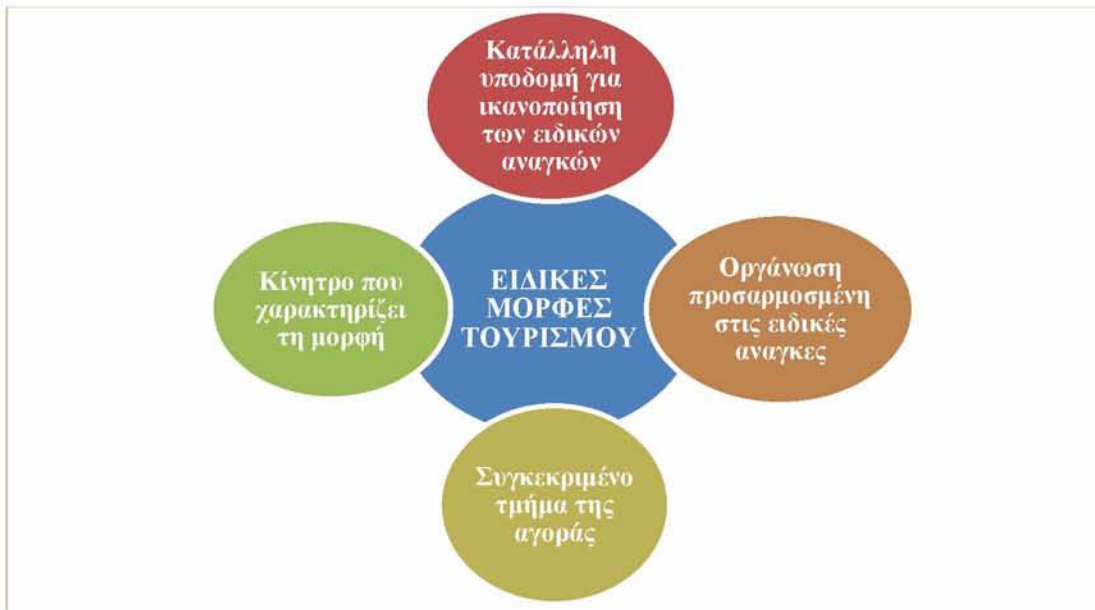 Κατάλληλη
υποδομή για
ικανοποίηση
των ειδικών
αναγκών
Κίνητρο που
χαρακτηρίζει
τη μορφή
ΕΙΔΙΚΕΣ
ΜΟΡΦΕΣ
ΤΟΥΡΙΣΜΟΥ
Οργάνωση
προσαρμοσμένη
στις ειδικές
αναγκες
Συγκεκριμένο
τμήμα της
αγοράς